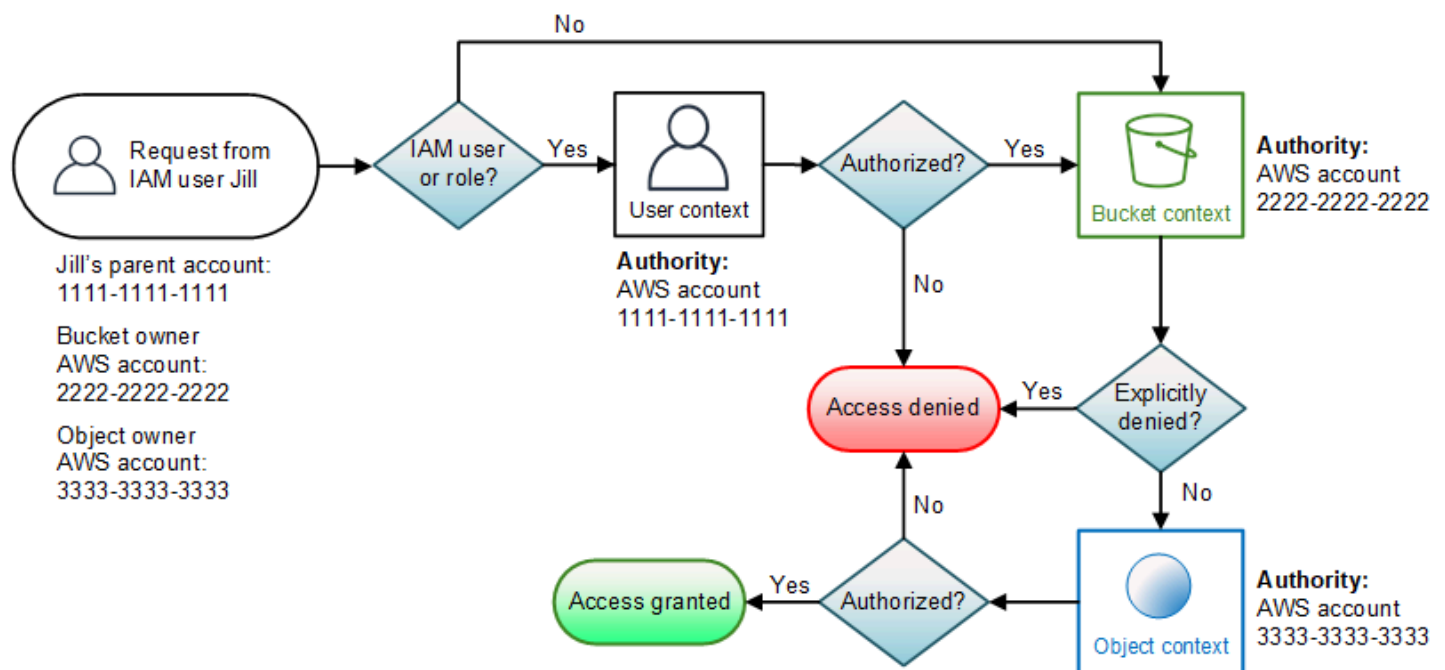 No
Request from
IAM user Jill
IAM user
or role?
Yes
User context
Authorized?
Yes
Bucket context
Authority:
AWS account
2222-2222-2222
Jill's parent account:
1111-1111-1111
Bucket owner
AWS account:
2222-2222-2222
Object owner
AWS account:
3333-3333-3333
Authority:
AWS account
1111-1111-1111
No
Access denied
Yes
Explicitly
denied?
No
No
Access granted
Yes
Authorized?
Object context
Authority:
AWS account
3333-3333-3333